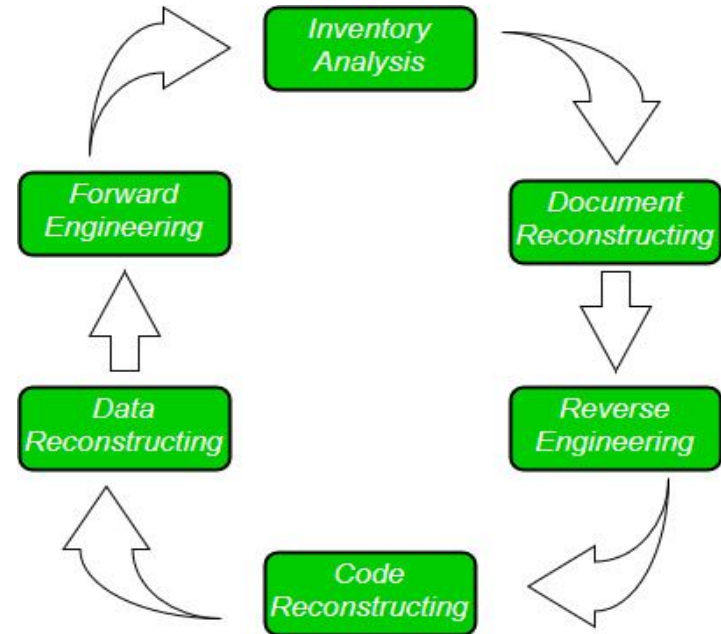 Inventory
Analysis
Document
Reconstructing
Reverse
Engineering
Code
Reconstructing
Data
Reconstructing
Forward
Engineering